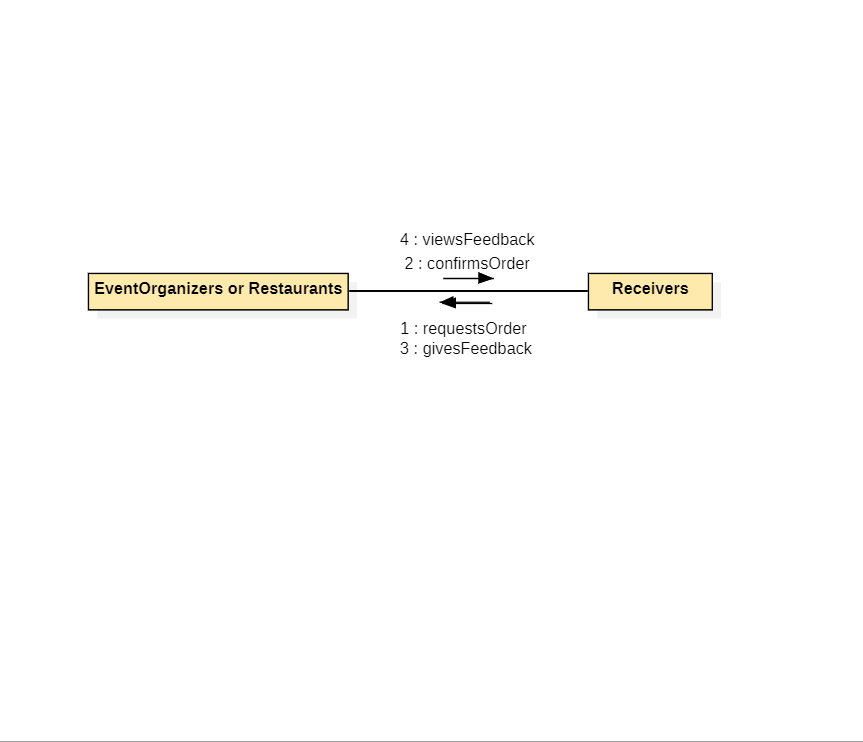 4 : viewsFeedback
2 : confirmsOrder
EventOrganizers or Restaurants
Receivers
1 : requestsOrder
3 : givesFeedback